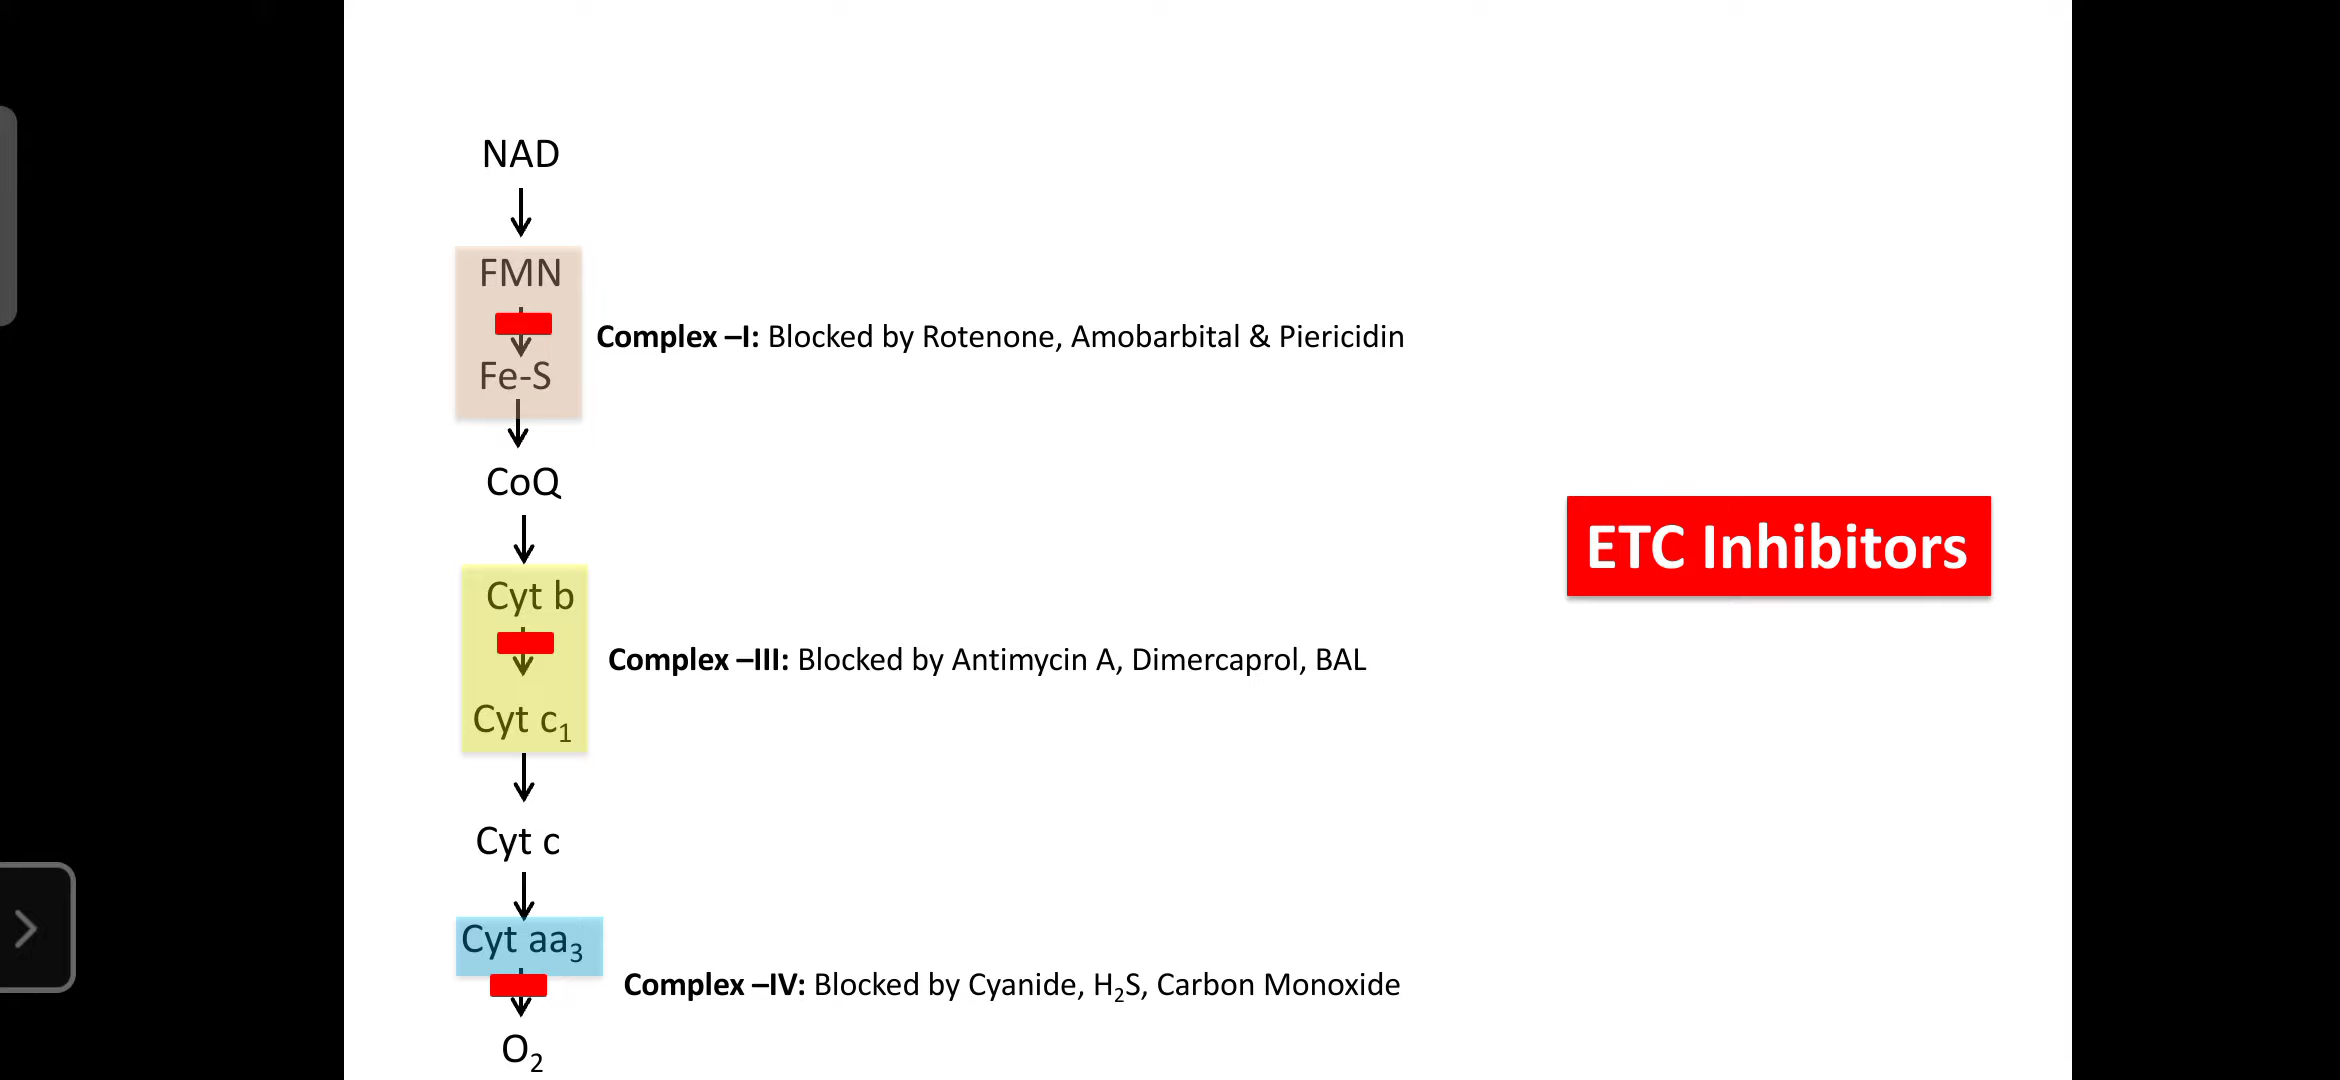 NAD
FMN
Complex –I: Blocked by Rotenone, Amobarbital & Piericidin
Fe-S
CoQ
ETC Inhibitors
Cyt b
Complex –III: Blocked by Antimycin A, Dimercaprol, BAL
Cyt c₁
Cyt c
Cyt aa₃
Complex –IV: Blocked by Cyanide, H₂S, Carbon Monoxide
O₂